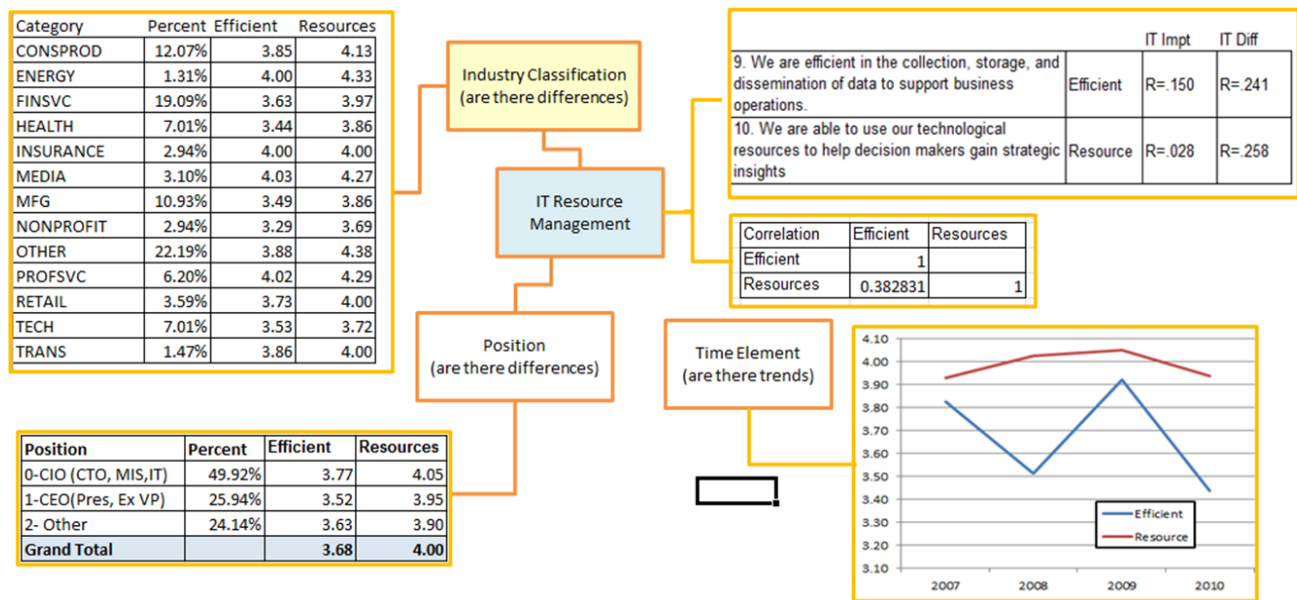 Category Percent Efficient Resources
CONSPROD 12.07% 3.85 4.13
ENERGY 1.31% 4.00 4.33
FINSVC 19.09% 3.63 3.97
HEALTH 7.01% 3.44 3.86
INSURANCE 2.94% 4.00 4.00
MEDIA 3.10% 4.03 4.27
MFG 10.93% 3.49 3.86
NONPROFIT 2.94% 3.29 3.69
OTHER 22.19% 3.88 4.38
PROFSVC 6.20% 4.02 4.29
RETAIL 3.59% 3.73 4.00
TECH 7.01% 3.53 3.72
TRANS 1.47% 3.86 4.00
Industry Classification
(are there differences)
IT Resource
Management
IT Impt IT Diff
9. We are efficient in the collection, storage, and
dissemination of data to support business
operations.
Efficient R=.150 R=.241
10. We are able to use our technological
resources to help decision makers gain strategic
insights
Resource R=.028 R=.258
Correlation Efficient Resources
Efficient 1
Resources 0.382831 1
Position
(are there differences)
Time Element
(are there trends)
Position Percent Efficient Resources
0-CIO (CTO, MIS,IT) 49.92% 3.77 4.05
1-CEO(Pres, Ex VP) 25.94% 3.52 3.95
2- Other 24.14% 3.63 3.90
Grand Total 3.68 4.00
4.10
4.00
3.90
3.80
3.70
3.60
3.50
3.40
3.30
3.20
3.10
Efficient
Resource
2007 2008 2009 2010